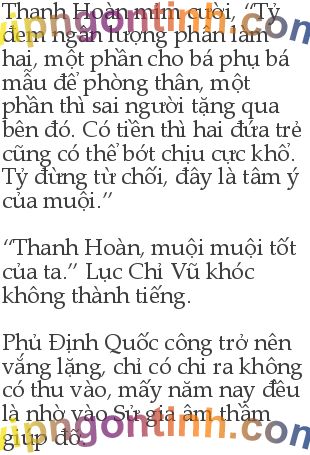 Thanh Hoàn mỉm cười, “Tỷ
đem ngân lượng phân làm
hai, một phần cho bá phụ bá
mẫu để phòng thân, một
phần thì sai người tặng qua
bên đó. Có tiền thì hai đứa trẻ
cũng có thể bớt chịu cực khổ.
Tỷ đừng từ chối, đây là tâm ý
của muội.”
“Thanh Hoàn, muội muội tốt
của ta.” Lục Chỉ Vũ khóc
không thành tiếng.
Phủ Định Quốc công trở nên
vắng lặng, chỉ có chi ra không
có thu vào, mấy năm nay đều
là nhờ vào Sử gia âm thầm
giúp đỡ.
vipngontinh.com
vipngontinh.com